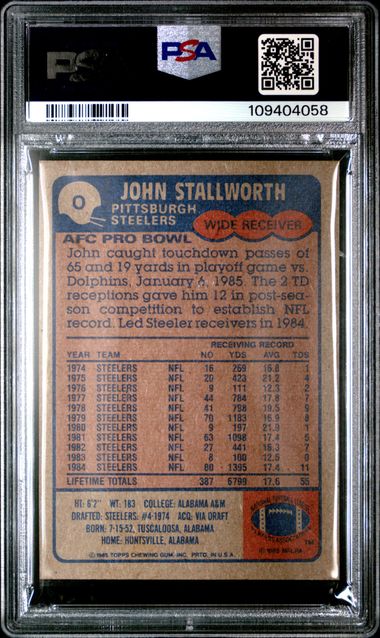 PSA PSA
109404058
0
JOHN STALLWORTH
PITTSBURGH
STEELERS
WIDE RECEIVER
AFC PRO BOWL
John caught touchdown passes of
65 and 19 yards in playoff game vs.
Dolphins, January 6, 1985. The 2 TD
receptions gave him 12 in post-sea-
son competition to establish NFL
record. Led Steeler receivers in 1984.
RECEIVING RECORD
YEAR TEAM NO YDS AVG TDS
1974 STEELERS NFL 16 269 16.8 1
1975 STEELERS NFL 20 423 21.2 4
1976 STEELERS NFL 9 111 12.3 2
1977 STEELERS NFL 44 784 17.8 7
1978 STEELERS NFL 41 798 19.5 9
1979 STEELERS NFL 70 1183 16.9 8
1980 STEELERS NFL 9 197 21.9 1
1981 STEELERS NFL 63 1098 17.4 5
1982 STEELERS NFL 27 441 16.3 7
1983 STEELERS NFL 8 100 12.5 0
1984 STEELERS NFL 80 1395 17.4 11
LIFETIME TOTALS 387 6799 17.6 55
HT: 6'2" WT: 183 COLLEGE: ALABAMA A&M
DRAFTED: STEELERS: #4-1974 ACQ: VIA DRAFT
BORN: 7-15-52, TUSCALOOSA, ALABAMA
HOME: HUNTSVILLE, ALABAMA
© 1985 TOPPS CHEWING GUM, INC. PRTD. IN U.S.A.
TM
© 1985 NFLPA